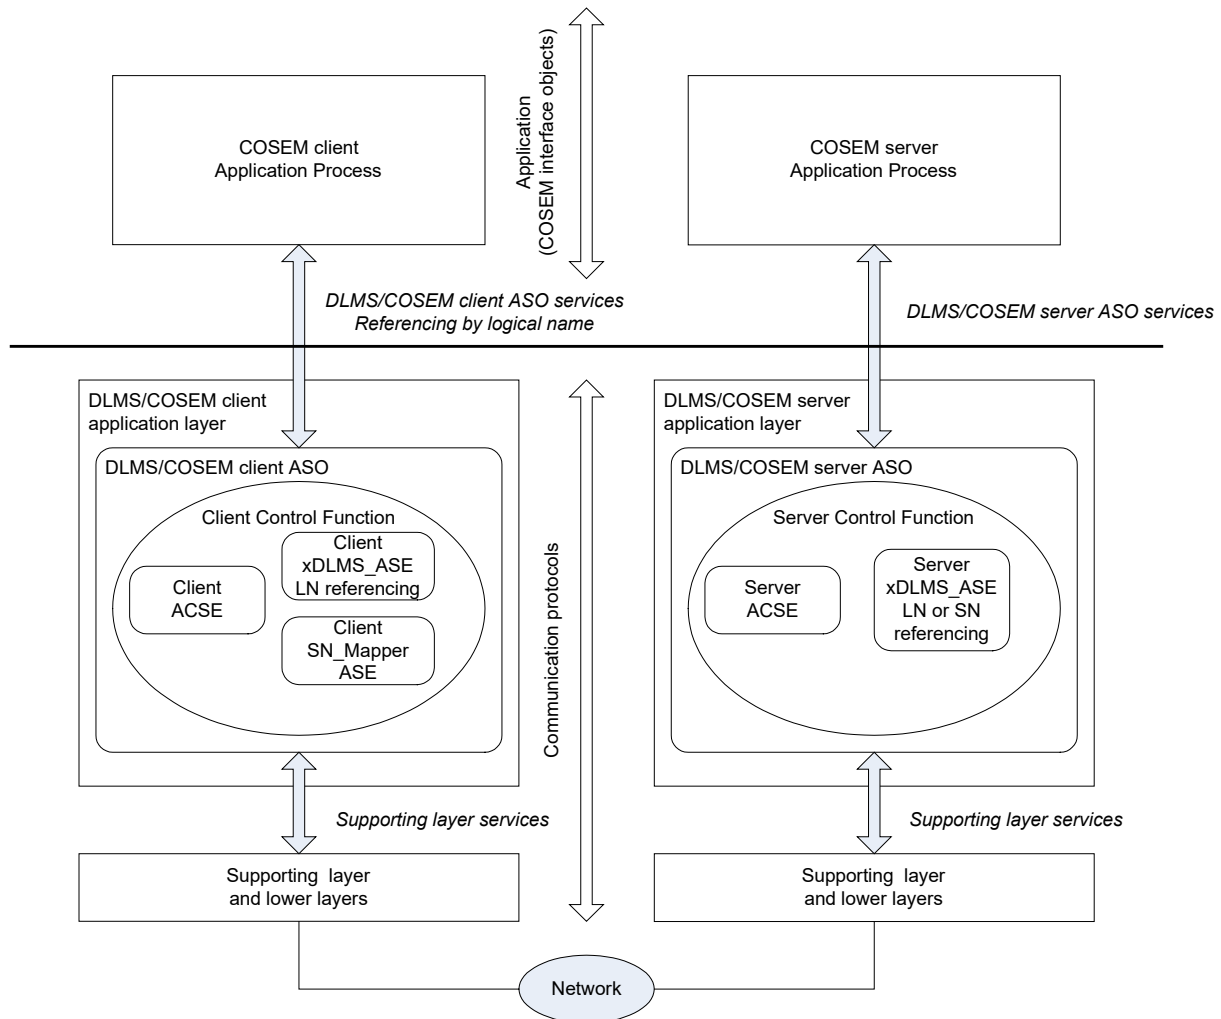 COSEM client
Application Process
Application
(COSEM interface objects)
COSEM server
Application Process
DLMS/COSEM client ASO services
Referencing by logical name
DLMS/COSEM server ASO services
DLMS/COSEM client
application layer
DLMS/COSEM client ASO
Client Control Function
Client
ACSE
Client
xDLMS_ASE
LN referencing
Client
SN_Mapper
ASE
Communication protocols
DLMS/COSEM server
application layer
DLMS/COSEM server ASO
Server Control Function
Server
ACSE
Server
xDLMS_ASE
LN or SN
referencing
Supporting layer services
Supporting layer services
Supporting layer
and lower layers
Supporting layer
and lower layers
Network